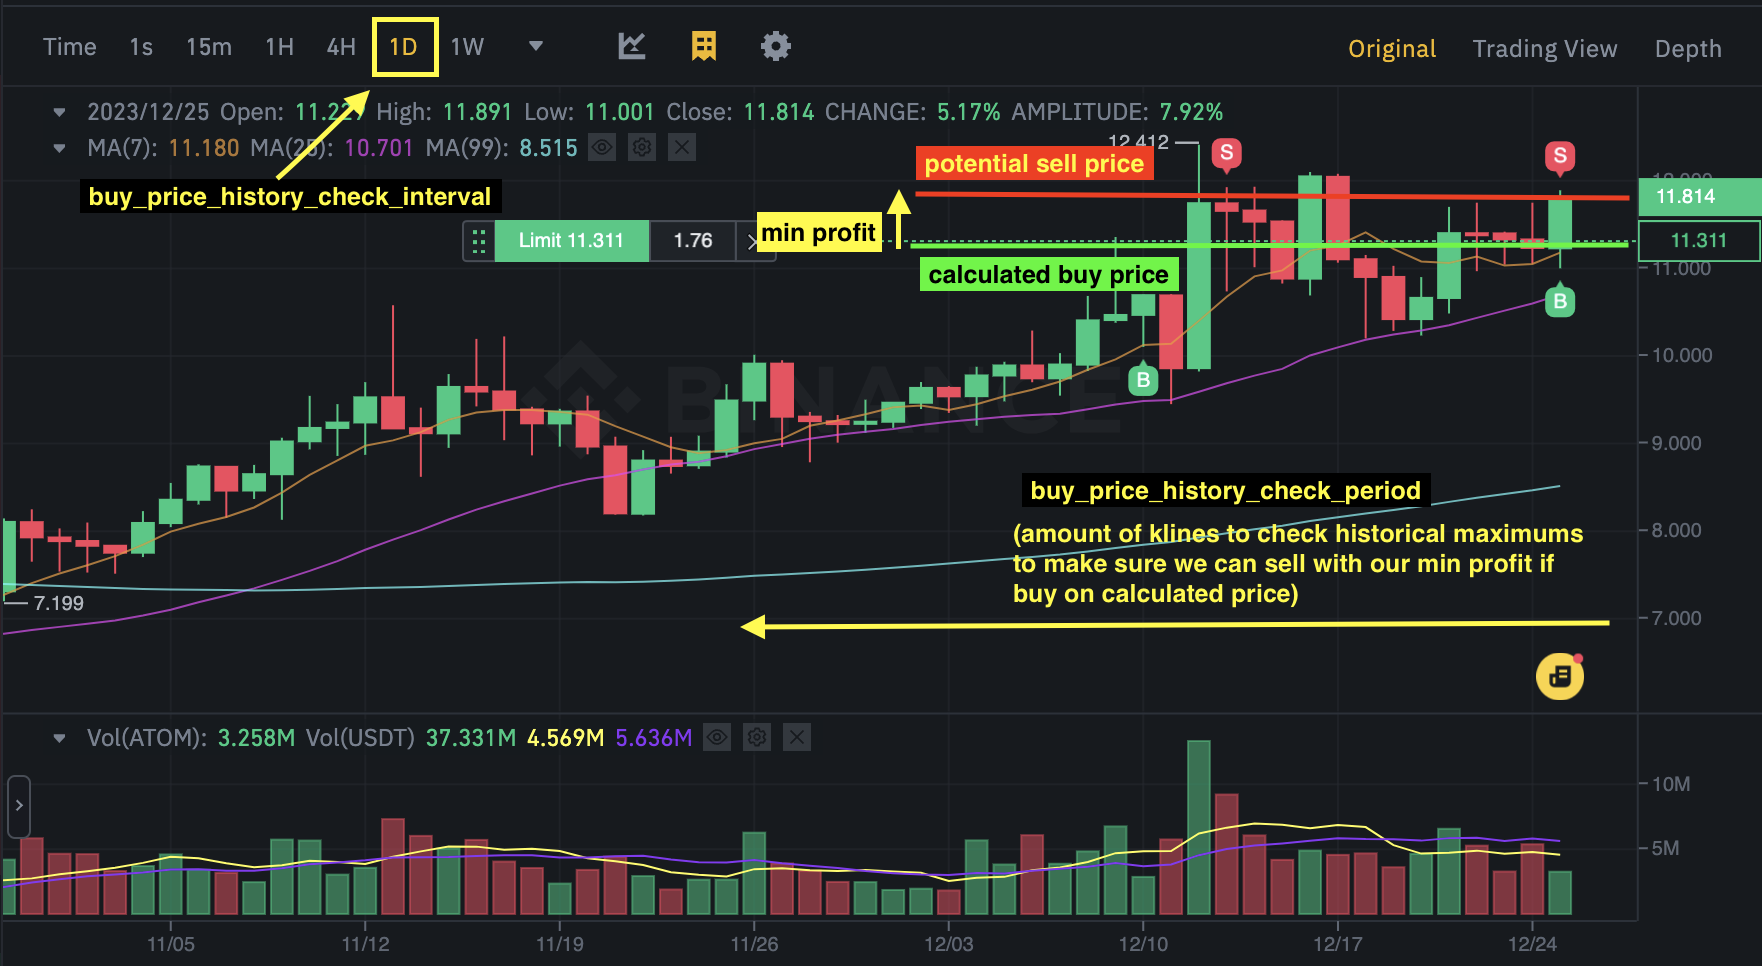 Time 1s 15m 1H 4H 1D 1W Original Trading View Depth
2023/12/25 Open: 11.229 High: 11.891 Low: 11.001 Close: 11.814 CHANGE: 5.17% AMPLITUDE: 7.92%
MA(7): 11.180 MA(25): 10.701 MA(99): 8.515
12.412
S
S
potential sell price
buy_price_history_check_interval
11.814
Limit 11.311 1.76
min profit
11.311
calculated buy price
11.000
B
10.000
B
BINANCE
9.000
buy_price_history_check_period
(amount of klines to check historical maximums
to make sure we can sell with our min profit if
buy on calculated price)
8.000
7.199
7.000
Vol(ATOM): 3.258M Vol(USDT) 37.331M 4.569M 5.636M
10M
5M
11/05 11/12 11/19 11/26 12/03 12/10 12/17 12/24